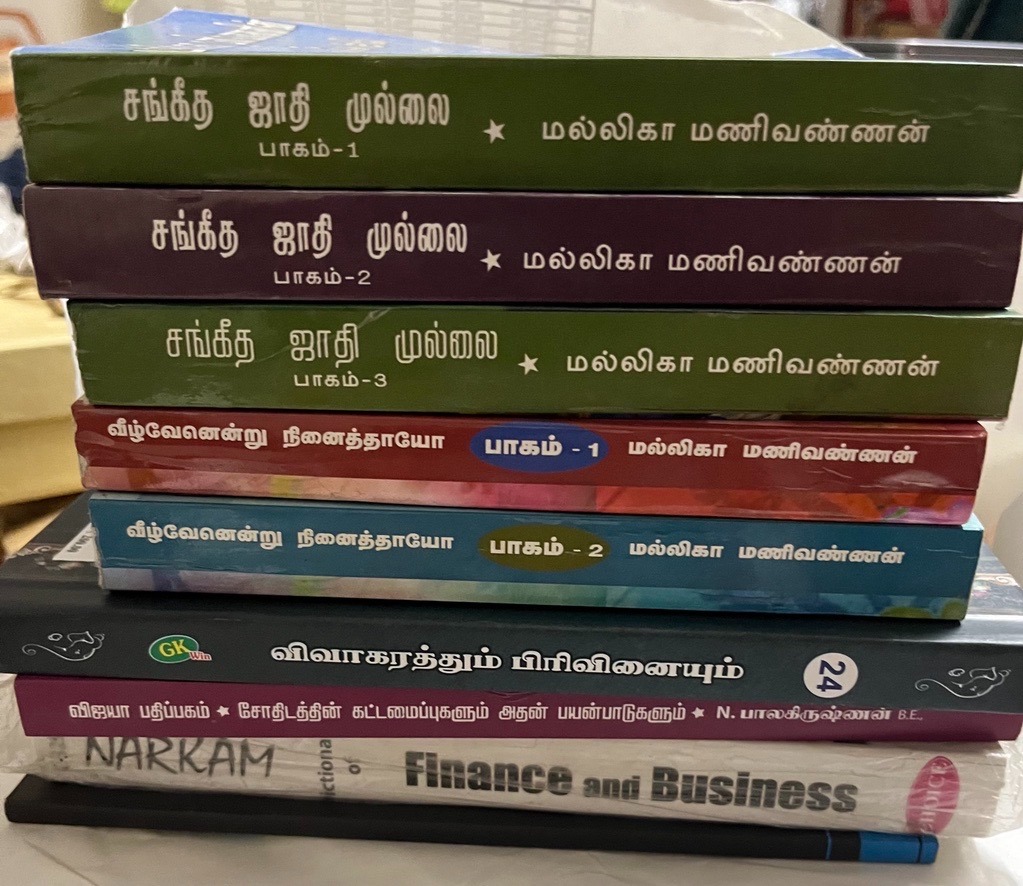 சங்கீத ஜாதி முல்லை ★ மல்லிகா மணிவண்ணன்
பாகம்-1
சங்கீத ஜாதி முல்லை ★ மல்லிகா மணிவண்ணன்
பாகம்-2
சங்கீத ஜாதி முல்லை ★ மல்லிகா மணிவண்ணன்
பாகம்-3
வீழ்வேனென்று நினைத்தாயோ பாகம் - 1 மல்லிகா மணிவண்ணன்
வீழ்வேனென்று நினைத்தாயோ பாகம் - 2 மல்லிகா மணிவண்ணன்
GK Win விவாகரத்தும் பிரிவினையும் 24
விஜயா பதிப்பகம் ★ சோதிடத்தின் கட்டமைப்புகளும் அதன் பயன்பாடுகளும் ★ N. பாலகிருஷ்ணன் B.E.,
NARKAM of Finance and Business